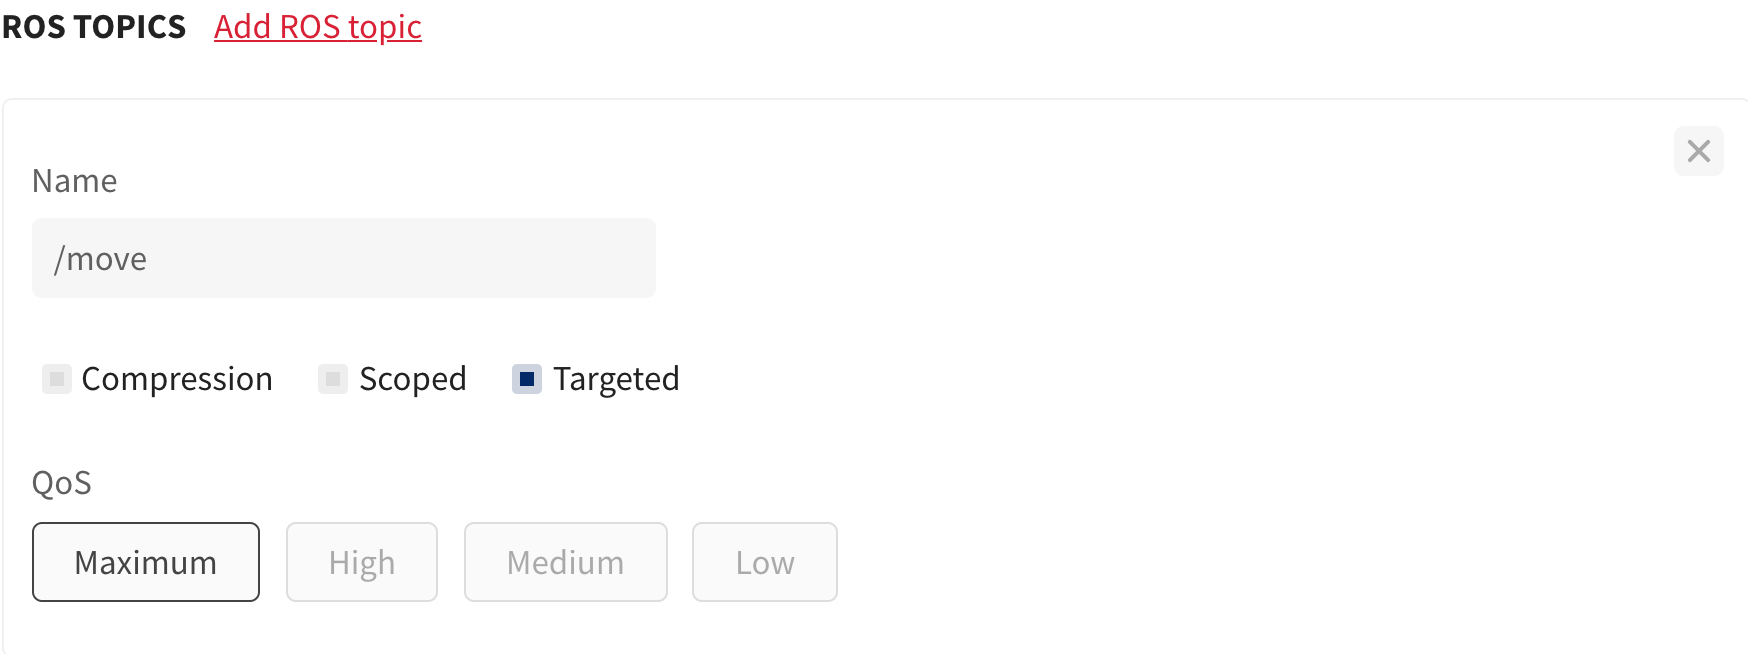 ROS TOPICS Add ROS topic
Name
/move
Compression Scoped Targeted
QoS
Maximum High Medium Low